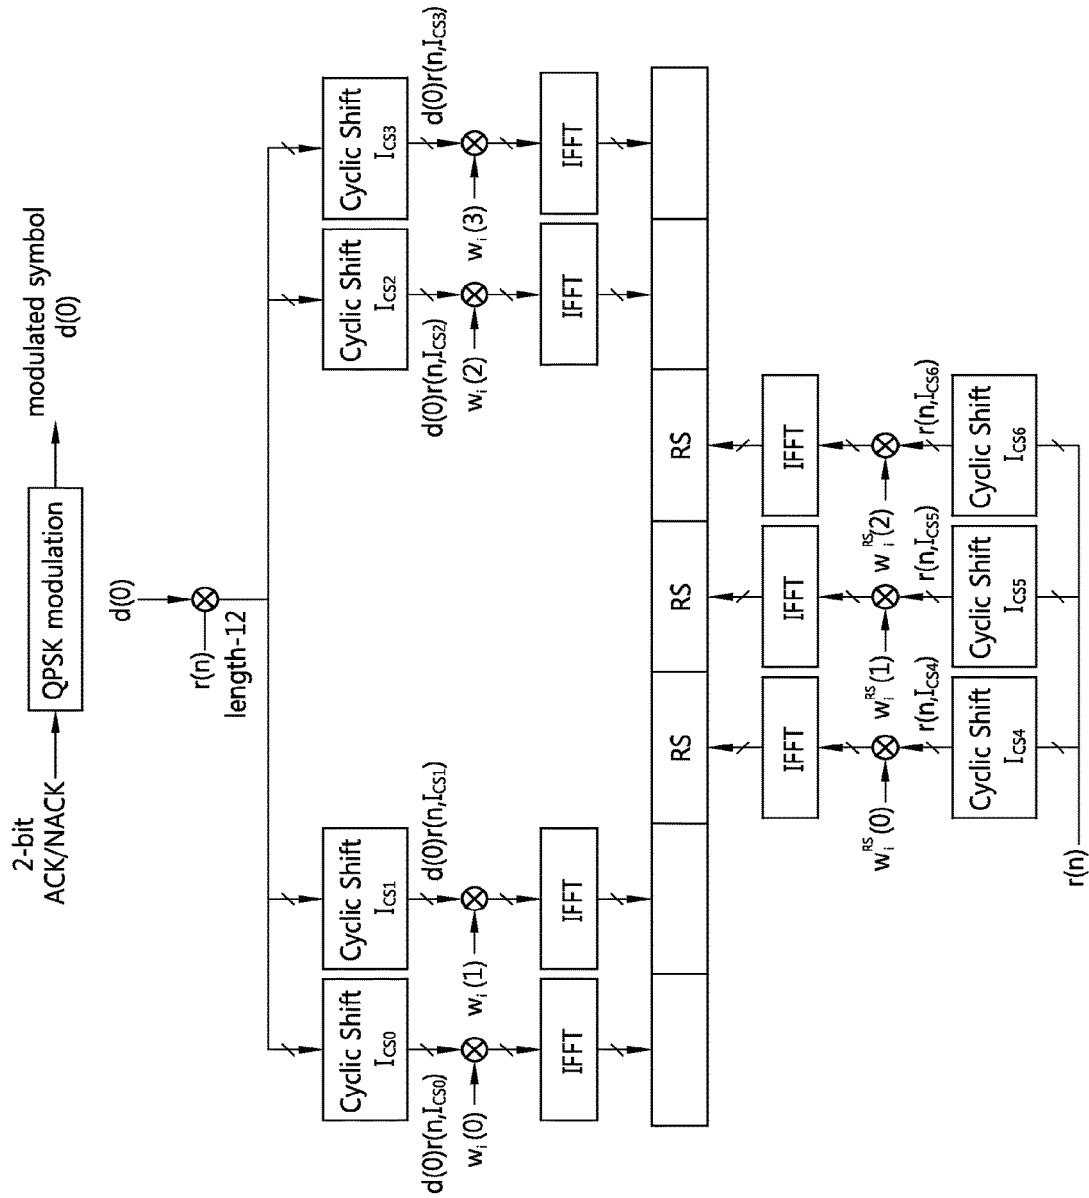 2-bit
ACK/NACK
QPSK modulation
modulated symbol
d(0)
d(0)
r(n)
length-12
Cyclic Shift
I_CS0
Cyclic Shift
I_CS1
Cyclic Shift
I_CS2
Cyclic Shift
I_CS3
d(0)r(n,I_CS0)
d(0)r(n,I_CS1)
d(0)r(n,I_CS2)
d(0)r(n,I_CS3)
w_i(0)
w_i(1)
w_i(2)
w_i(3)
IFFT
IFFT
IFFT
IFFT
RS
RS
RS
IFFT
IFFT
IFFT
w_i^RS(0)
w_i^RS(1)
w_i^RS(2)
r(n,I_CS4)
r(n,I_CS5)
r(n,I_CS6)
Cyclic Shift
I_CS4
Cyclic Shift
I_CS5
Cyclic Shift
I_CS6
r(n)